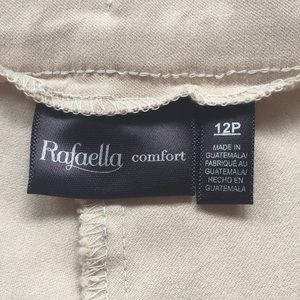 Rafaella comfort
12P
MADE IN
GUATEMALA/
FABRIQUÉ AU
GUATEMALA/
HECHO EN
GUATEMALA